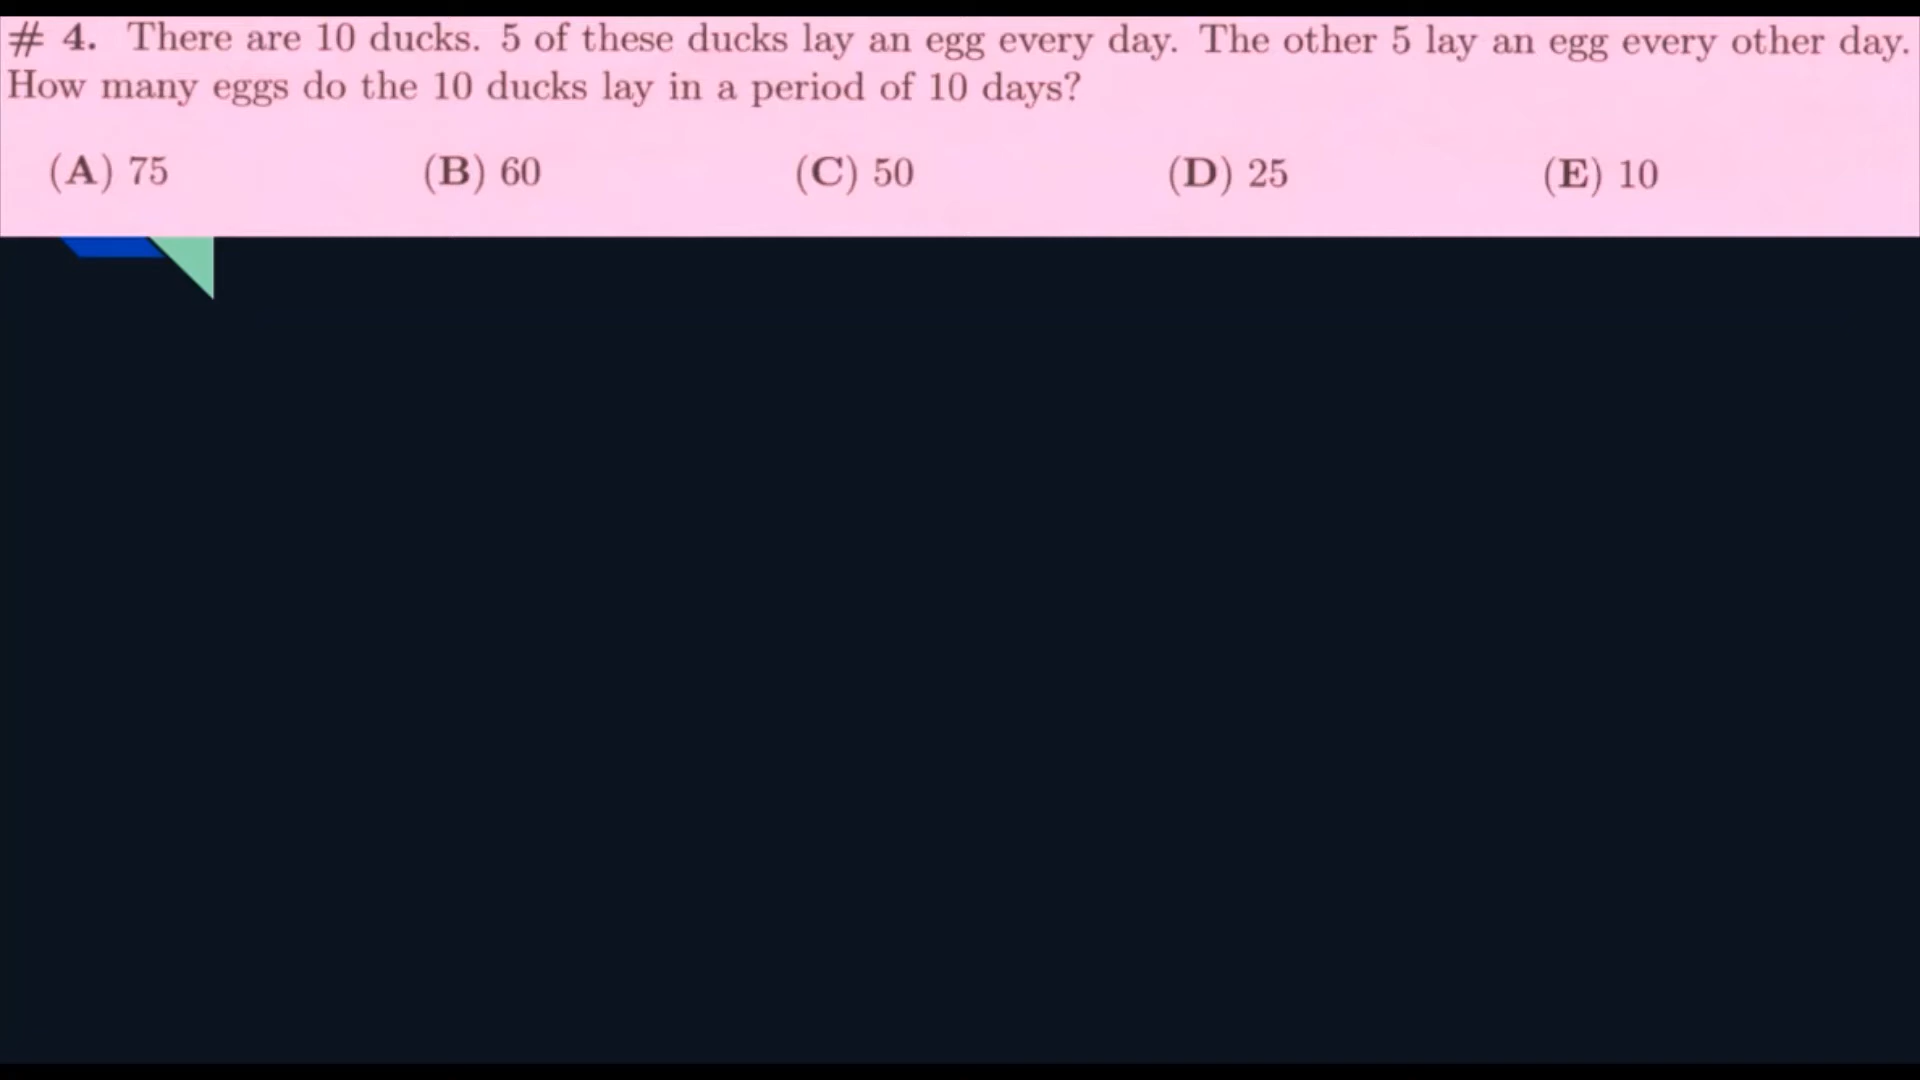 # 4. There are 10 ducks. 5 of these ducks lay an egg every day. The other 5 lay an egg every other day.
How many eggs do the 10 ducks lay in a period of 10 days?
(A) 75 (B) 60 (C) 50 (D) 25 (E) 10